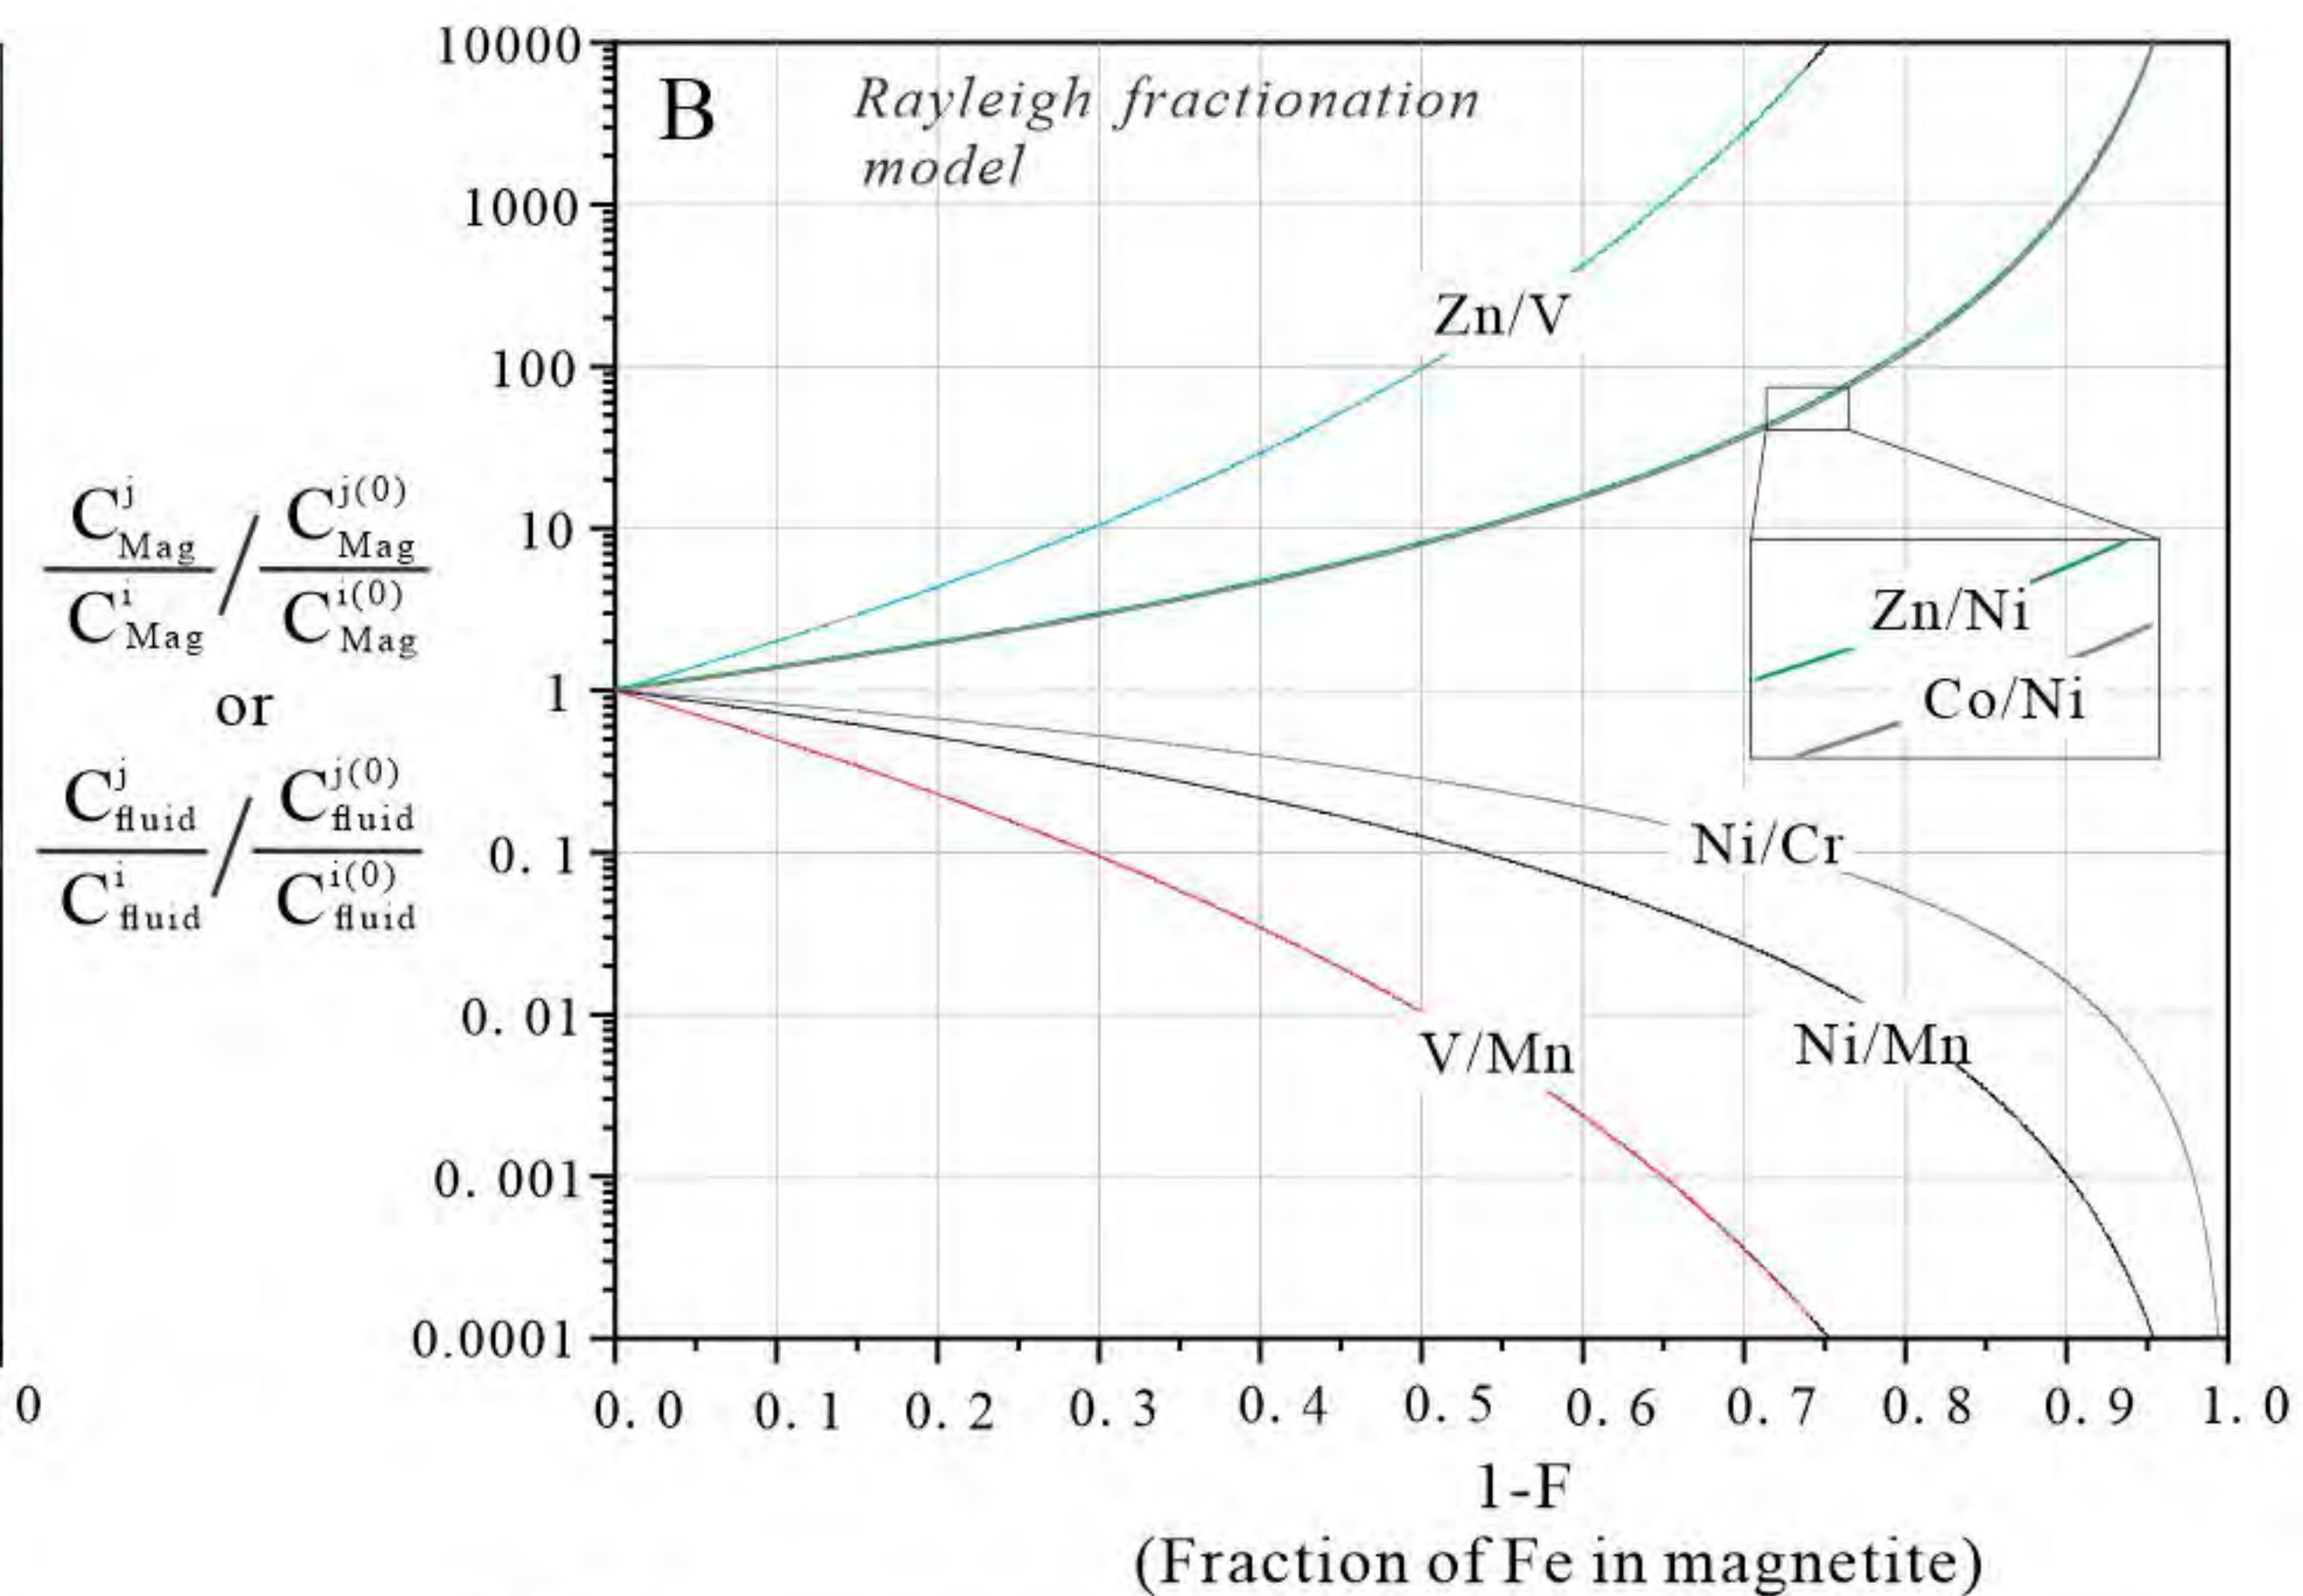 10000
1000
100
10
1
0. 1
0. 01
0. 001
0.0001
B
Rayleigh fractionation
model
Zn/V
Zn/Ni
Co/Ni
Ni/Cr
Ni/Mn
V/Mn
C^j_Mag / C^i_Mag / C^j(0)_Mag / C^i(0)_Mag
or
C^j_fluid / C^i_fluid / C^j(0)_fluid / C^i(0)_fluid
0
0. 0 0. 1 0. 2 0. 3 0. 4 0. 5 0. 6 0. 7 0. 8 0. 9 1. 0
1-F
(Fraction of Fe in magnetite)